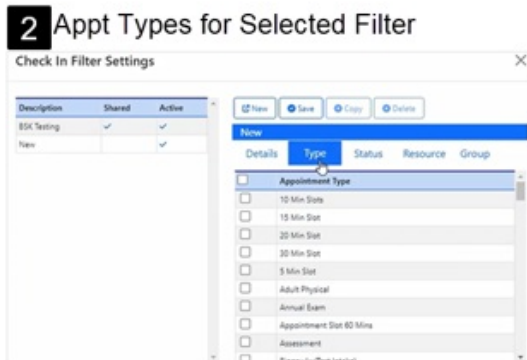 2 Appt Types for Selected Filter
Check In Filter Settings
Description Shared Active
BSK Testing
New
New Save Copy Delete
New
Details Type Status Resource Group
Appointment Type
10 Min Slots
15 Min Slot
20 Min Slot
30 Min Slot
5 Min Slot
Adult Physical
Annual Exam
Appointment Slot 60 Mins
Assessment